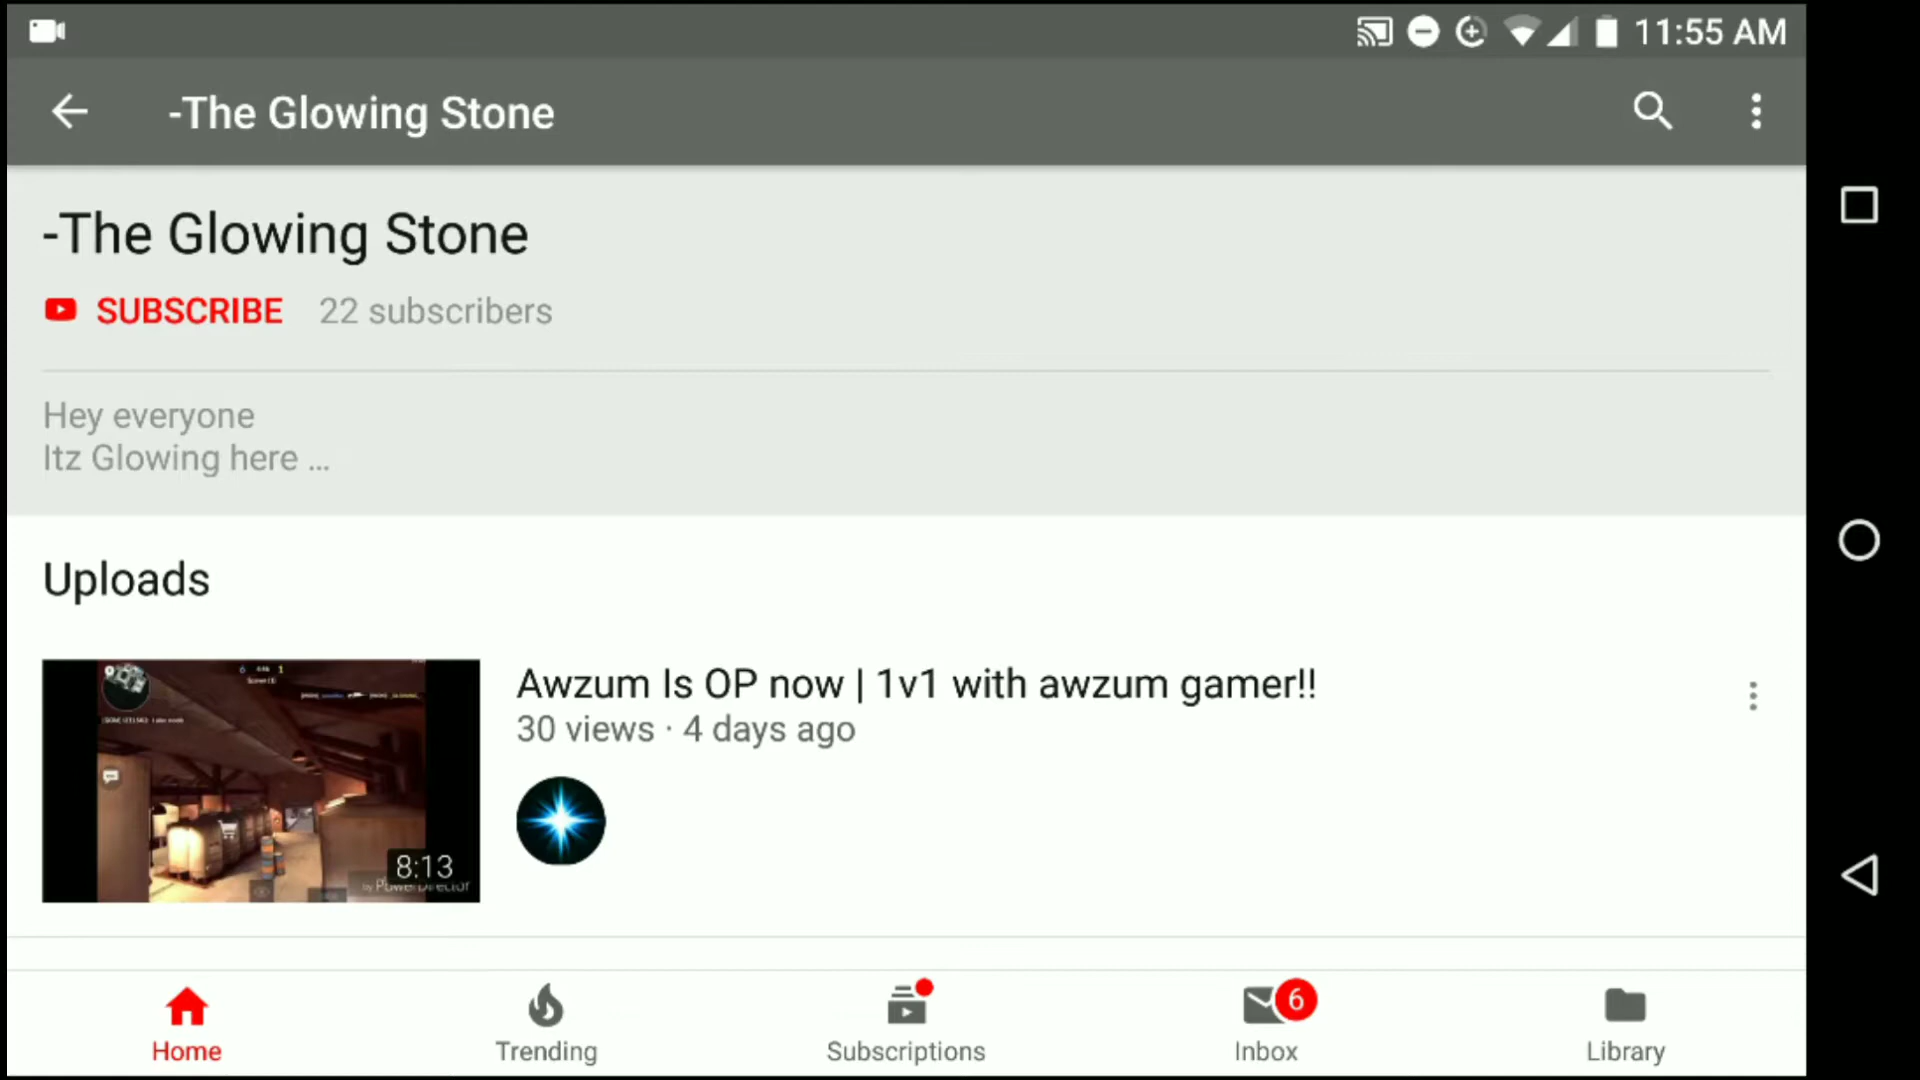 11:55 AM
-The Glowing Stone
-The Glowing Stone
SUBSCRIBE 22 subscribers
Hey everyone
Itz Glowing here ...
Uploads
Awzum Is OP now | 1v1 with awzum gamer!!
30 views · 4 days ago
8:13
by PowerDirector
6
Home Trending Subscriptions Inbox Library